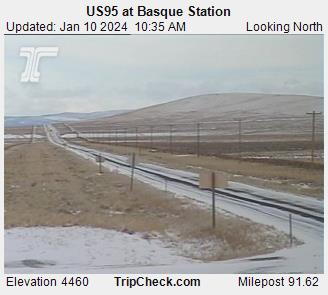 US95 at Basque Station
Updated: Jan 10 2024 10:35 AM Looking North
Elevation 4460 TripCheck.com Milepost 91.62